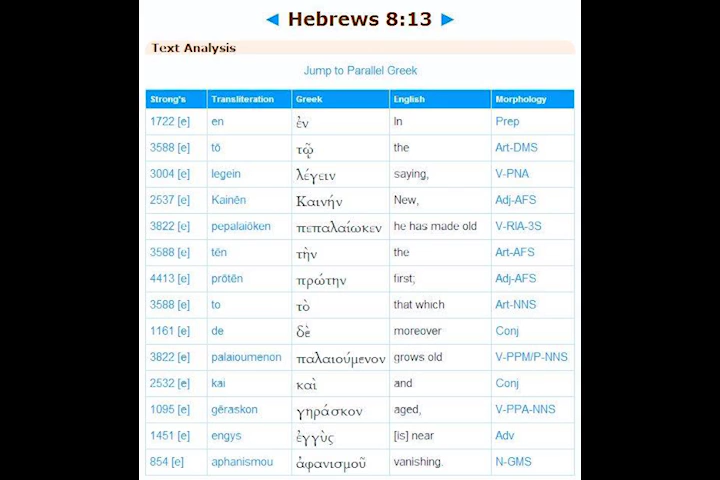 ◄ Hebrews 8:13 ►
Text Analysis
Jump to Parallel Greek
Strong's Transliteration Greek English Morphology
1722 [e] en ἐν In Prep
3588 [e] tō τῷ the Art-DMS
3004 [e] legein λέγειν saying, V-PNA
2537 [e] Kainēn Καινήν New, Adj-AFS
3822 [e] pepalaiōken πεπαλαίωκεν he has made old V-RIA-3S
3588 [e] tēn τὴν the Art-AFS
4413 [e] prōtēn πρώτην first; Adj-AFS
3588 [e] to τὸ that which Art-NNS
1161 [e] de δὲ moreover Conj
3822 [e] palaioumenon παλαιούμενον grows old V-PPM/P-NNS
2532 [e] kai καὶ and Conj
1095 [e] gēraskon γηράσκον aged, V-PPA-NNS
1451 [e] engys ἐγγὺς [is] near Adv
854 [e] aphanismou ἀφανισμοῦ vanishing. N-GMS